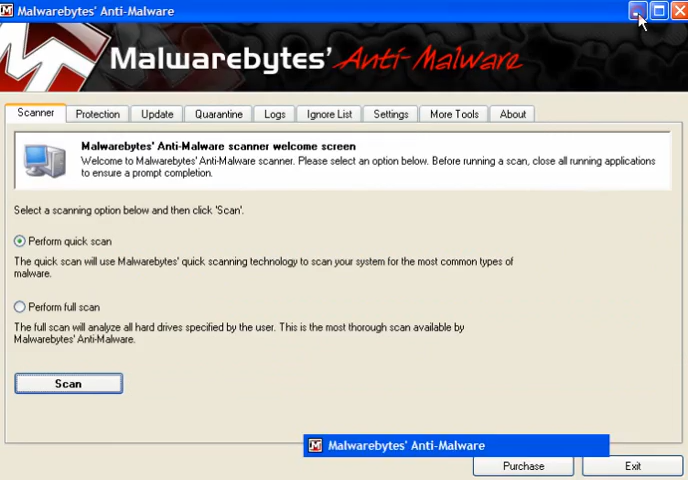 Malwarebytes' Anti-Malware
Malwarebytes' Anti-Malware
Scanner Protection Update Quarantine Logs Ignore List Settings More Tools About
Malwarebytes' Anti-Malware scanner welcome screen
Welcome to Malwarebytes' Anti-Malware scanner. Please select an option below. Before running a scan, close all running applications
to ensure a prompt completion.
Select a scanning option below and then click 'Scan'.
Perform quick scan
The quick scan will use Malwarebytes' quick scanning technology to scan your system for the most common types of
malware.
Perform full scan
The full scan will analyze all hard drives specified by the user. This is the most thorough scan available by
Malwarebytes' Anti-Malware.
Scan
Malwarebytes' Anti-Malware
Purchase Exit